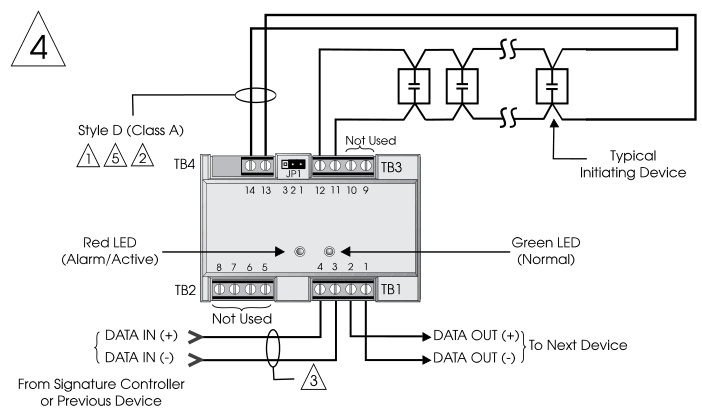 4
Style D (Class A)
1 5 2
Not Used
TB4
JP1
TB3
14 13 3 2 1 12 11 10 9
Typical
Initiating Device
Red LED
(Alarm/Active)
Green LED
(Normal)
8 7 6 5 4 3 2 1
TB2
TB1
Not Used
DATA IN (+)
DATA IN (-)
3
DATA OUT (+)
DATA OUT (-)
To Next Device
From Signature Controller
or Previous Device